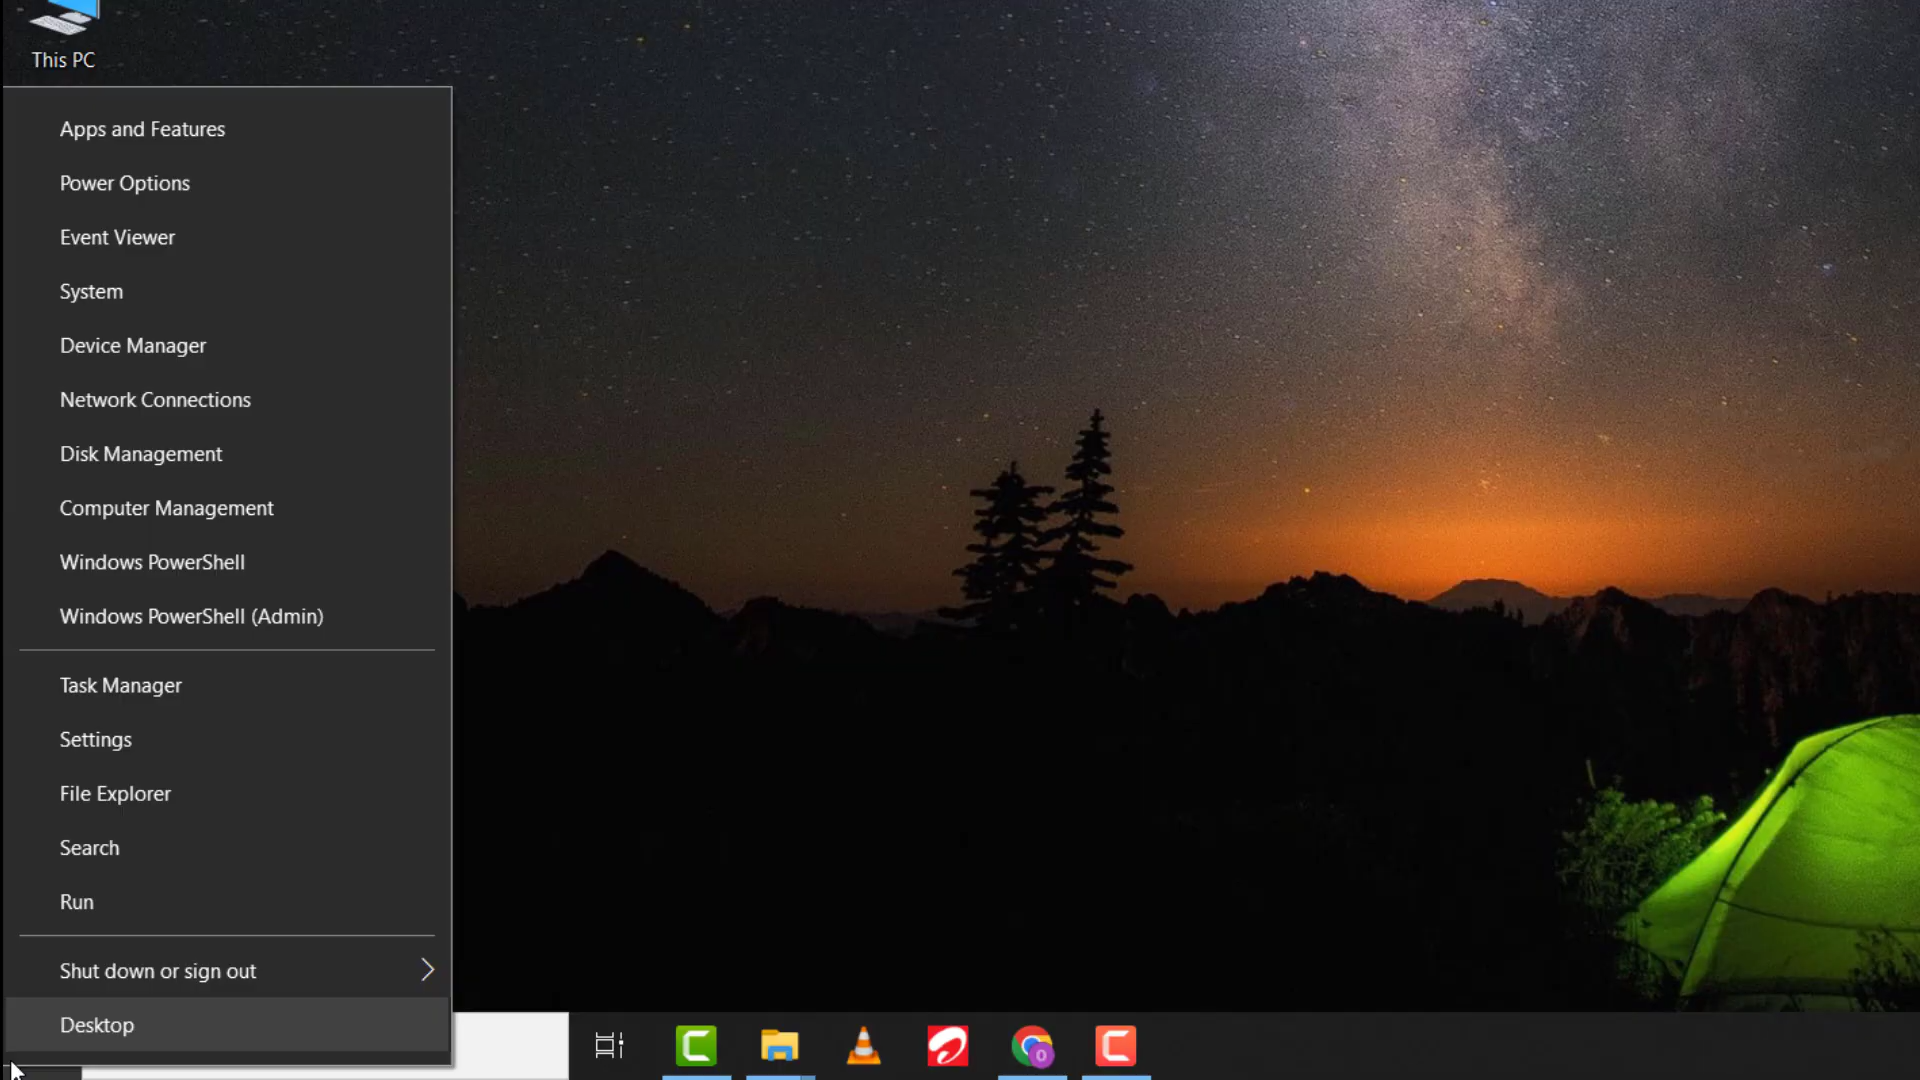 This PC
Apps and Features
Power Options
Event Viewer
System
Device Manager
Network Connections
Disk Management
Computer Management
Windows PowerShell
Windows PowerShell (Admin)
Task Manager
Settings
File Explorer
Search
Run
Shut down or sign out
Desktop
0